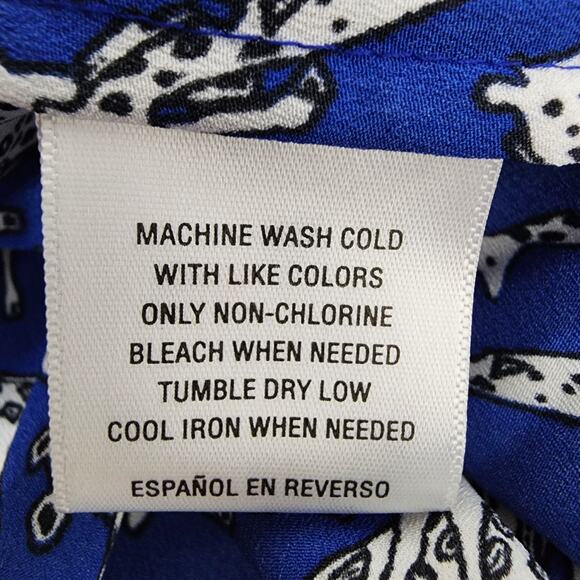 MACHINE WASH COLD
WITH LIKE COLORS
ONLY NON-CHLORINE
BLEACH WHEN NEEDED
TUMBLE DRY LOW
COOL IRON WHEN NEEDED
ESPAÑOL EN REVERSO